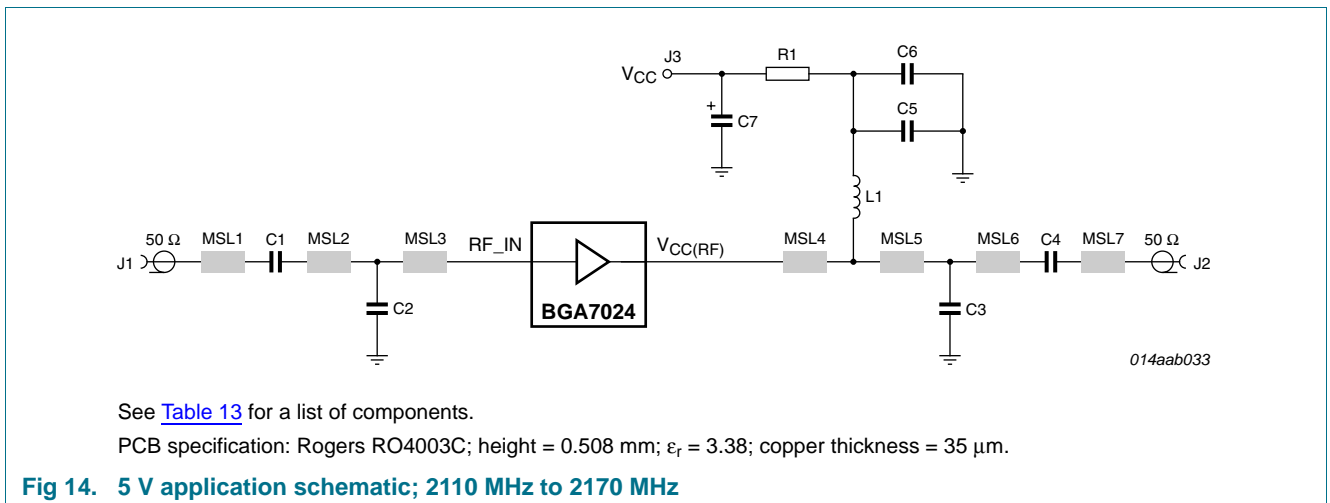 J3
R1
C6
VCC
+
C7
C5
L1
50 Ω
MSL1
C1
MSL2
MSL3
RF_IN
VCC(RF)
MSL4
MSL5
MSL6
C4
MSL7
50 Ω
J1
J2
C2
BGA7024
C3
014aab033
See Table 13 for a list of components.
PCB specification: Rogers RO4003C; height = 0.508 mm; εr = 3.38; copper thickness = 35 μm.
Fig 14. 5 V application schematic; 2110 MHz to 2170 MHz